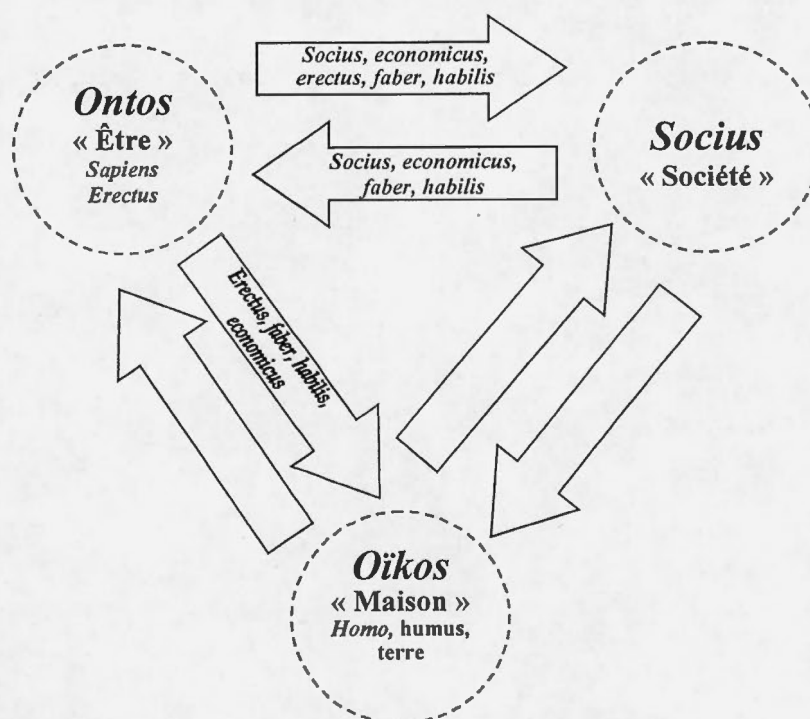 Ontos
« Être »
Sapiens
Erectus
Socius, economicus,
erectus, faber, habilis
Socius, economicus,
faber, habilis
Socius
« Société »
Erectus, faber, habilis,
economicus
Oïkos
« Maison »
Homo, humus,
terre